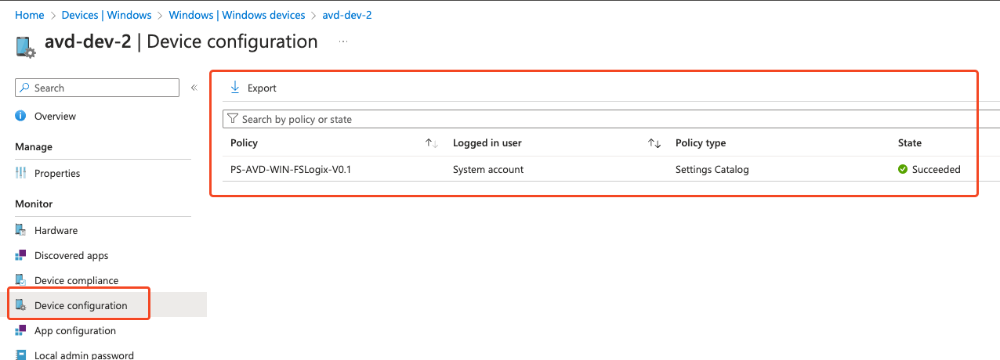 Home > Devices | Windows > Windows | Windows devices > avd-dev-2
avd-dev-2 | Device configuration ...
Search «
Overview
Manage
Properties
Monitor
Hardware
Discovered apps
Device compliance
Device configuration
App configuration
Local admin password
Export
Search by policy or state
Policy ↑↓ Logged in user ↑↓ Policy type State
PS-AVD-WIN-FSLogix-V0.1 System account Settings Catalog Succeeded